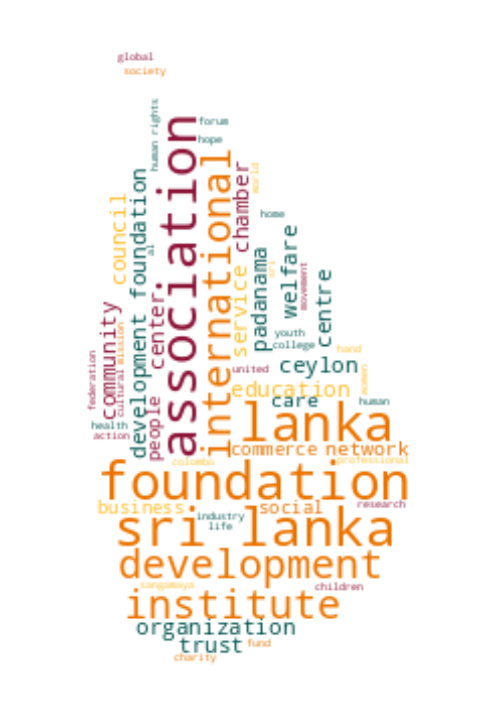 global
society
human rights
forum
hope
association
international
world
chamber
development foundation
council
al
home
welfare
padanama
service
sri
movement
centre
center
community
mission
cultural
federation
people
youth
college
hand
united
ceylon
women
education
care
human
lanka
health
action
commerce network
colombo
professional
foundation
business
social
research
industry
life
sri lanka
development
sangamaya
children
institute
organization
trust
fund
charity